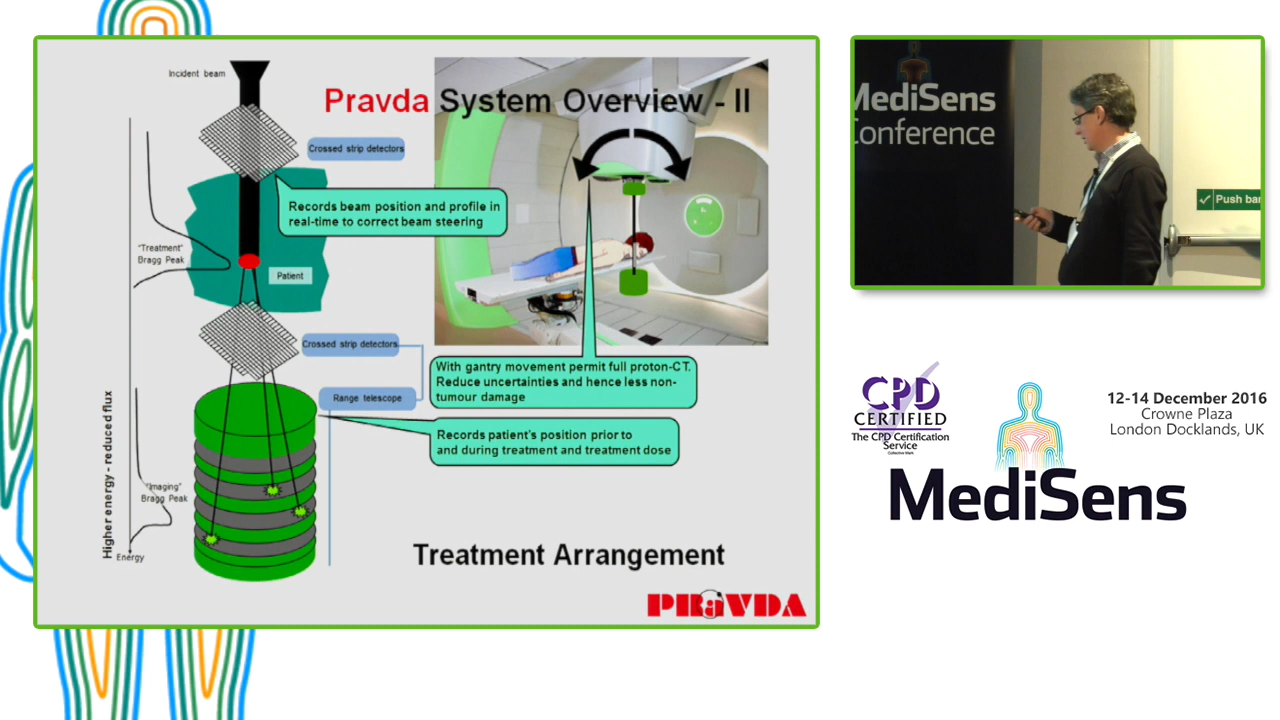 Pravda System Overview - II
Incident beam
Crossed strip detectors
Records beam position and profile in
real-time to correct beam steering
"Treatment"
Bragg Peak
Patient
Crossed strip detectors
With gantry movement permit full proton-CT.
Reduce uncertainties and hence less non-
tumour damage
Range telescope
Records patient's position prior to
and during treatment and treatment dose
Higher energy - reduced flux
"Imaging"
Bragg Peak
Energy
Treatment Arrangement
PRaVDA
MediSens
Conference
Push bar
CPD
CERTIFIED
The CPD Certification
Service
Collective Mark
12-14 December 2016
Crowne Plaza
London Docklands, UK
MediSens